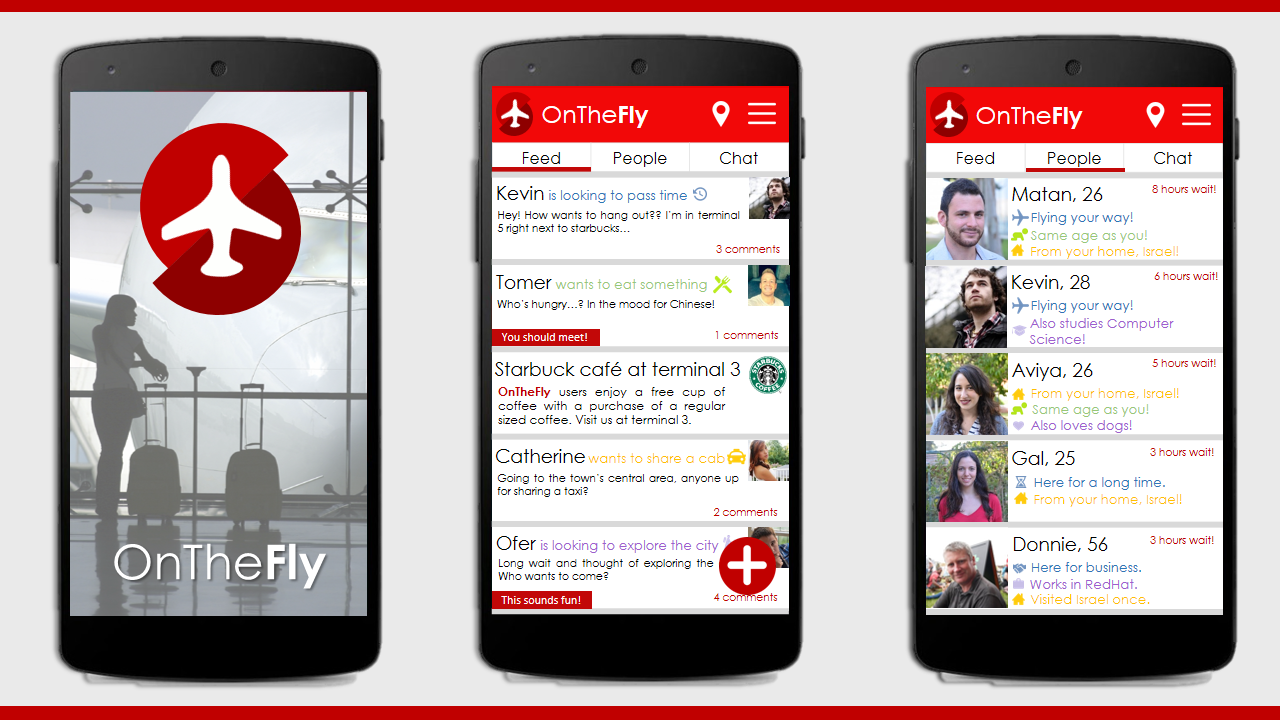 OnTheFly
OnTheFly
Feed People Chat
Kevin is looking to pass time
Hey! How wants to hang out?? I'm in terminal
5 right next to starbucks...
3 comments
Tomer wants to eat something
Who's hungry...? In the mood for Chinese!
You should meet!
1 comments
Starbuck café at terminal 3
STARBUCK
COFFEE
OnTheFly users enjoy a free cup of
coffee with a purchase of a regular
sized coffee. Visit us at terminal 3.
Catherine wants to share a cab
Going to the town's central area, anyone up
for sharing a taxi?
2 comments
Ofer is looking to explore the city
Long wait and thought of exploring the
Who wants to come?
This sounds fun!
4 comments
OnTheFly
Feed People Chat
Matan, 26
8 hours wait!
Flying your way!
Same age as you!
From your home, Israel!
Kevin, 28
6 hours wait!
Flying your way!
Also studies Computer
Science!
Aviya, 26
5 hours wait!
From your home, Israel!
Same age as you!
Also loves dogs!
Gal, 25
3 hours wait!
Here for a long time.
From your home, Israel!
Donnie, 56
3 hours wait!
Here for business.
Works in RedHat.
Visited Israel once.